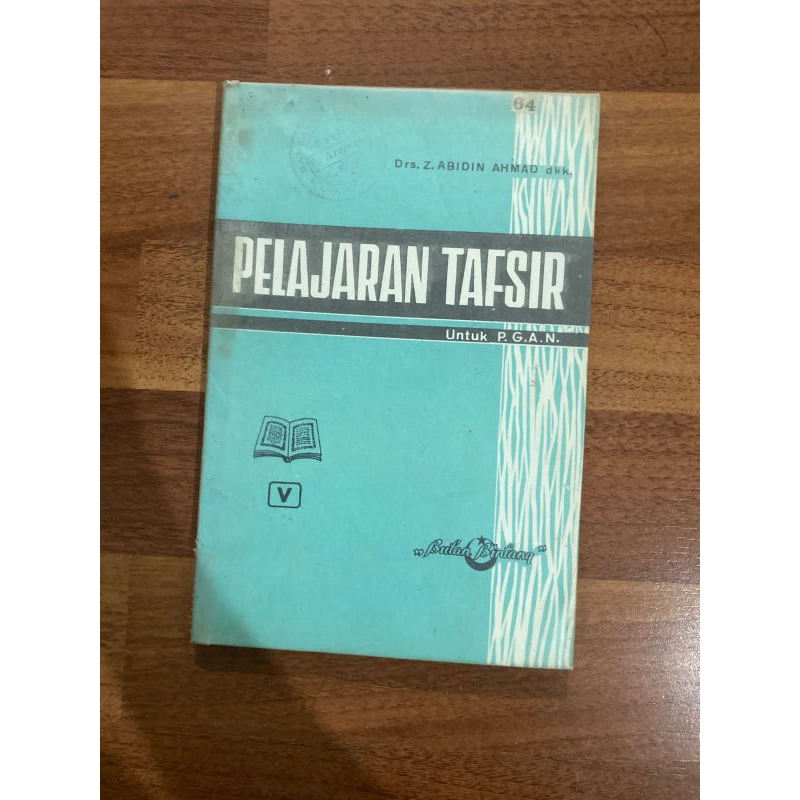 64
Drs. Z. ABIDIN AHMAD dkk.
PELAJARAN TAFSIR
Untuk P.G.A.N.
V
„Bulan Bintang"